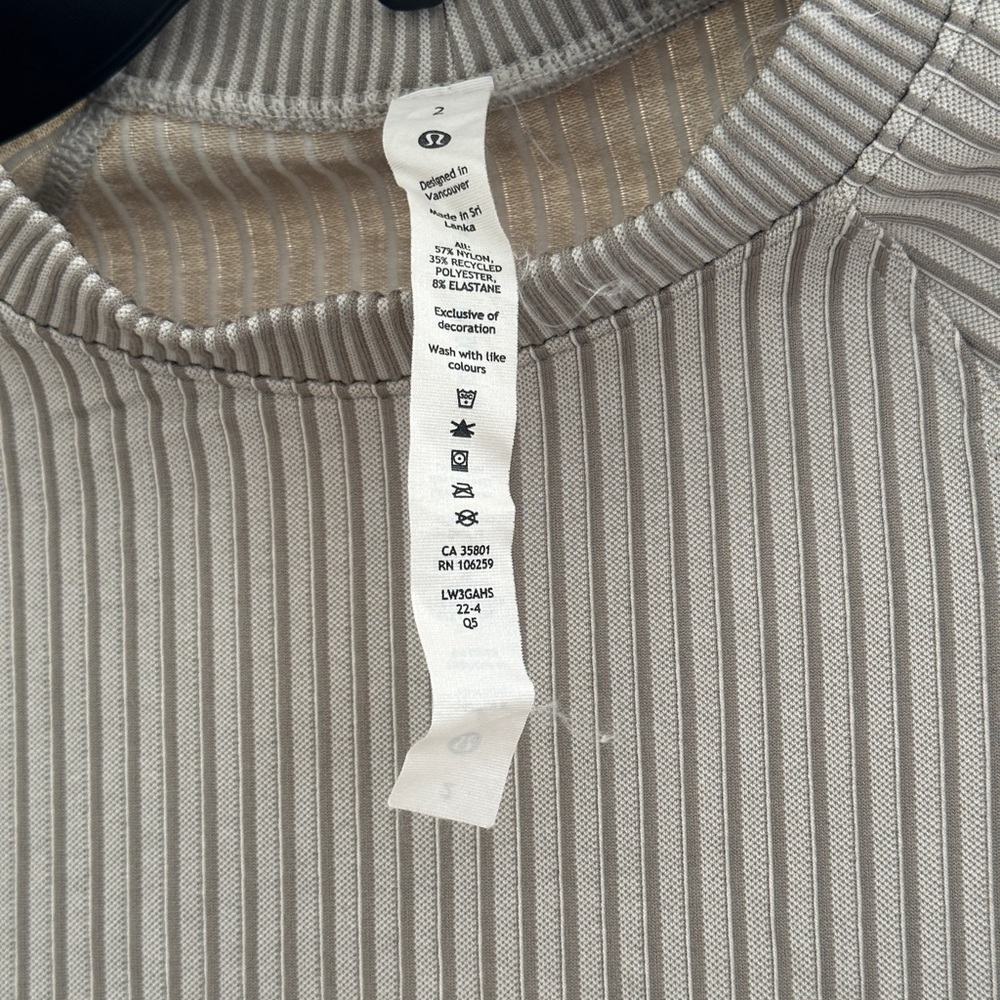 2
Designed in
Vancouver
Made in Sri
Lanka
All:
57% NYLON,
35% RECYCLED
POLYESTER,
8% ELASTANE
Exclusive of
decoration
Wash with like
colours
CA 35801
RN 106259
LW3GAHS
22-4
Q5